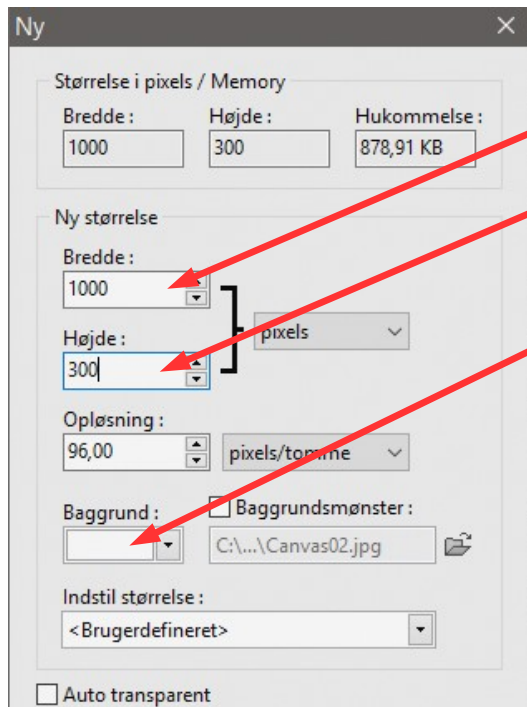 Ny
Størrelse i pixels / Memory
Bredde : Højde : Hukommelse :
1000 300 878,91 KB
Ny størrelse
Bredde :
1000
pixels
Højde :
300
Opløsning :
96,00 pixels/tomme
Baggrund : Baggrundsmønster :
C:\...\Canvas02.jpg
Indstil størrelse :
<Brugerdefineret>
Auto transparent